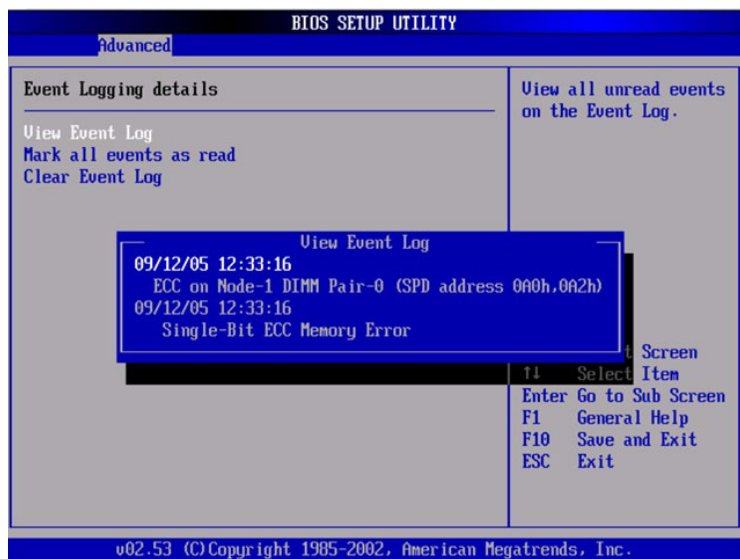 BIOS SETUP UTILITY
Advanced
Event Logging details
View Event Log
Mark all events as read
Clear Event Log
View all unread events
on the Event Log.
View Event Log
09/12/05 12:33:16
ECC on Node-1 DIMM Pair-0 (SPD address 0A0h,0A2h)
09/12/05 12:33:16
Single-Bit ECC Memory Error
t Screen
↑↓ Select Item
Enter Go to Sub Screen
F1 General Help
F10 Save and Exit
ESC Exit
v02.53 (C)Copyright 1985-2002, American Megatrends, Inc.